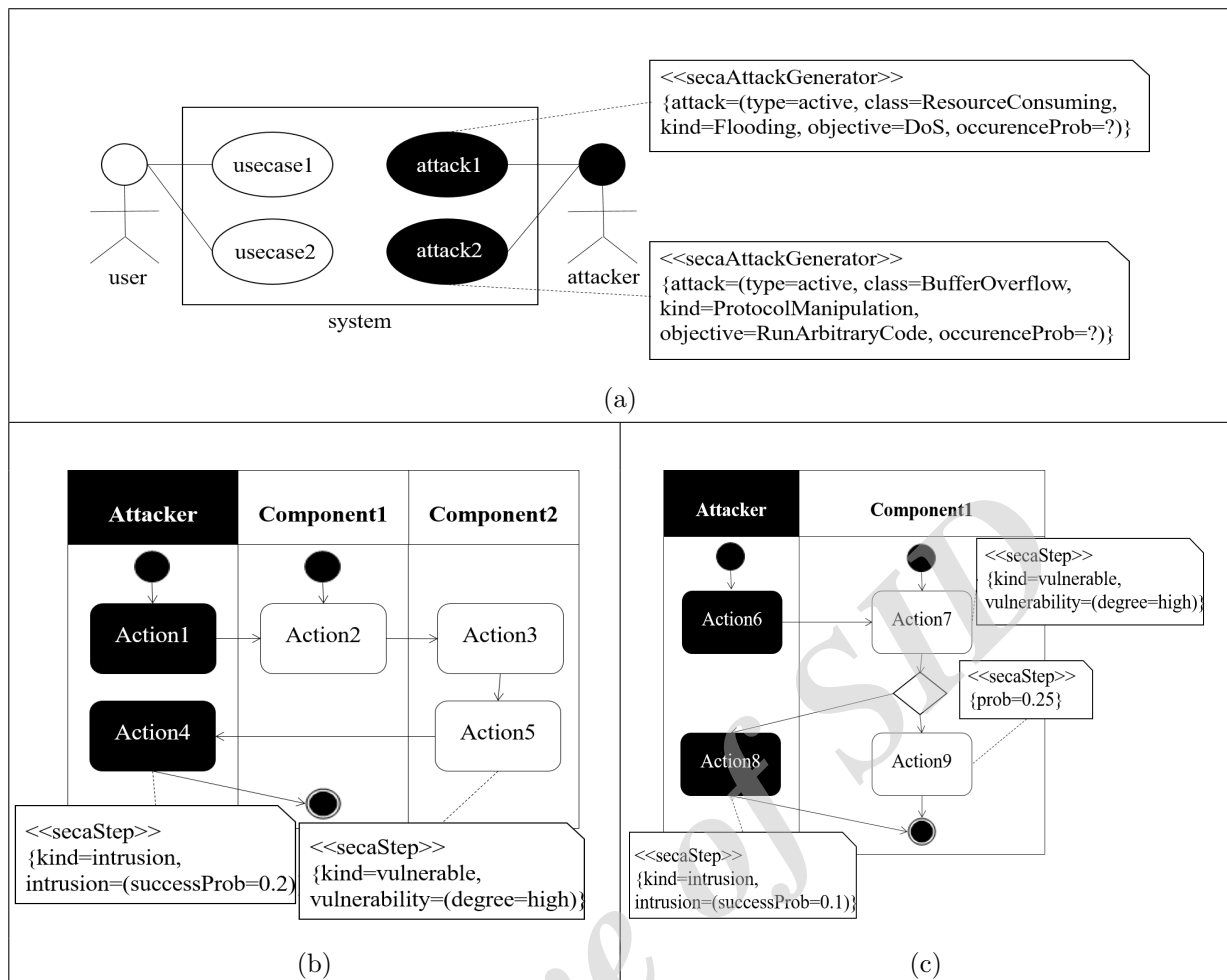 <<secaAttackGenerator>>
{attack=(type=active, class=ResourceConsuming,
kind=Flooding, objective=DoS, occurenceProb=?)}
usecase1
attack1
usecase2
attack2
user
attacker
system
<<secaAttackGenerator>>
{attack=(type=active, class=BufferOverflow,
kind=ProtocolManipulation,
objective=RunArbitraryCode, occurenceProb=?)}
(a)
Attacker
Component1
Component2
Action1
Action2
Action3
Action4
Action5
<<secaStep>>
{kind=intrusion,
intrusion=(successProb=0.2)
<<secaStep>>
{kind=vulnerable,
vulnerability=(degree=high)}
(b)
Attacker
Component1
<<secaStep>>
{kind=vulnerable,
vulnerability=(degree=high)}
Action6
Action7
<<secaStep>>
{prob=0.25}
Action8
Action9
<<secaStep>>
{kind=intrusion,
intrusion=(successProb=0.1)}
(c)
e of SID